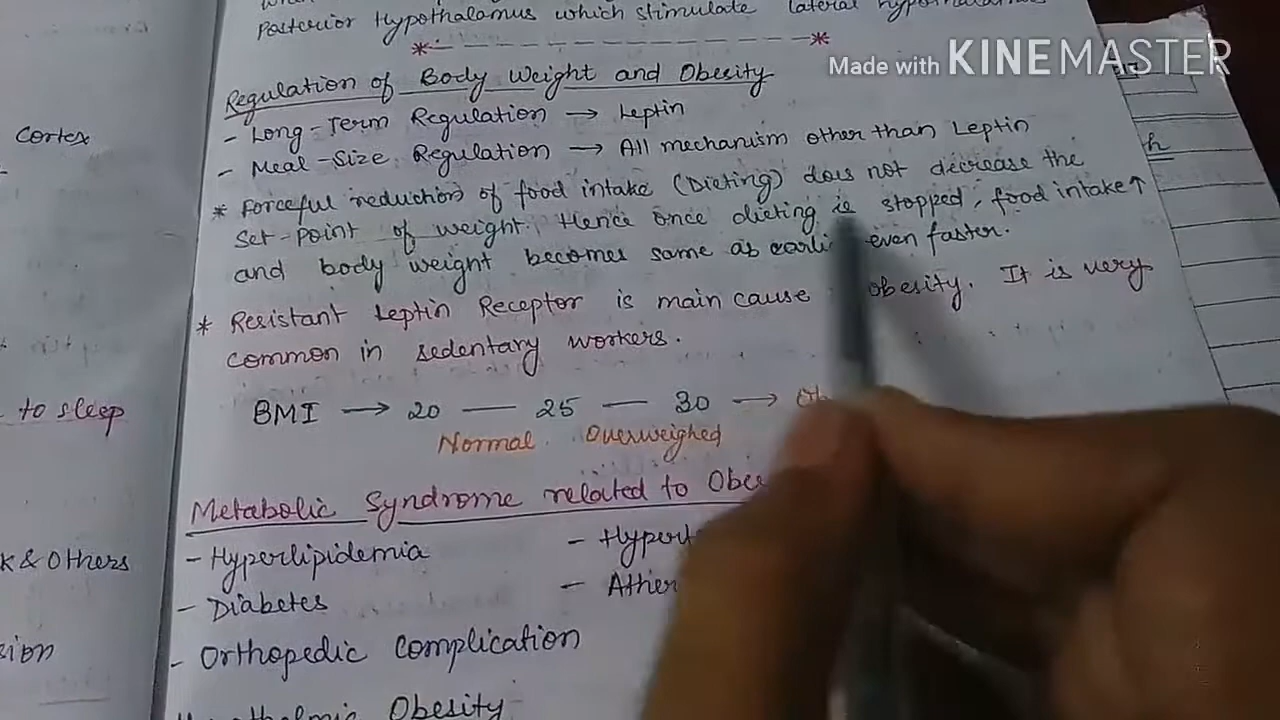 Posterior Hypothalamus which stimulate lateral
Made with KINEMASTER
Regulation of Body Weight and Obesity
- Long-Term Regulation → Leptin
- Meal-Size Regulation → All mechanism other than Leptin
* Forceful reduction of food intake (Dieting) does not decrease the
Set-Point of weight. Hence once dieting is stopped, food intake↑
and body weight becomes same as even faster.
* Resistant Leptin Receptor is main cause obesity. It is very
common in sedentary workers.
BMI → 20 — 25 — 30 →
Normal Overweighed
Metabolic Syndrome related to
- Hyperlipidemia
- Diabetes
- Orthopedic Complication
Obesity
Cortex
to sleep
K & Others
h